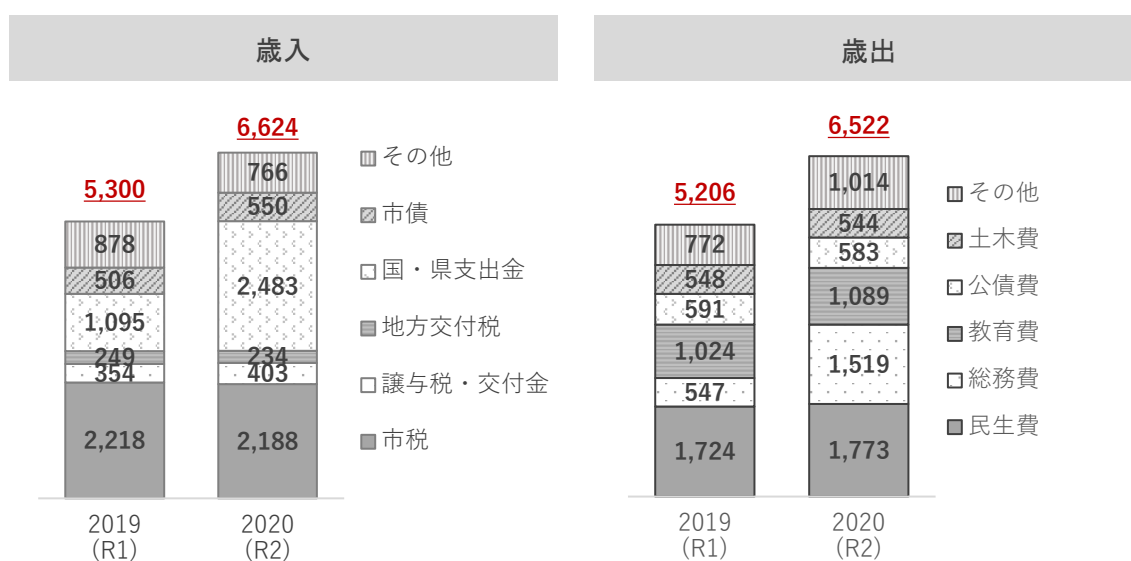 歳入
6,624
5,300
766
550
2,483
234
403
2,188
878
506
1,095
249
354
2,218
その他
市債
国・県支出金
地方交付税
譲与税・交付金
市税
2019
(R1)
2020
(R2)
歳出
6,522
5,206
1,014
544
583
1,089
1,519
1,773
772
548
591
1,024
547
1,724
その他
土木費
公債費
教育費
総務費
民生費
2019
(R1)
2020
(R2)